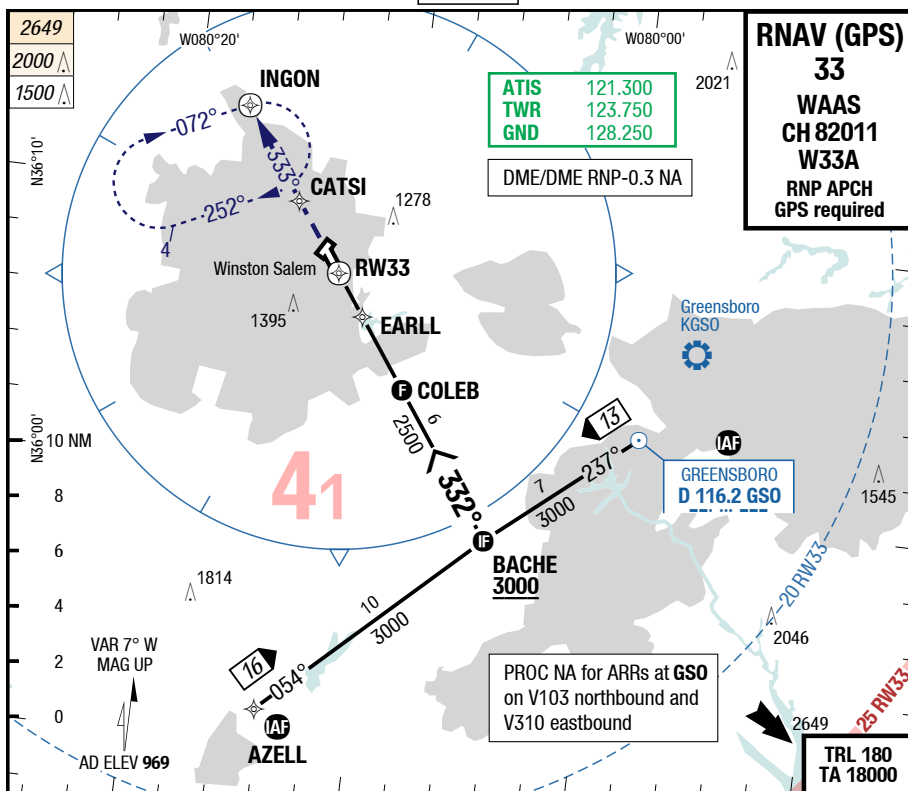 2649
2000
1500
W080°20'
W080°00'
2021
RNAV (GPS)
33
WAAS
CH 82011
W33A
RNP APCH
GPS required
ATIS 121.300
TWR 123.750
GND 128.250
DME/DME RNP-0.3 NA
INGON
072°
333°
N36°10'
CATSI
252°
1278
4
Winston Salem
RW33
1395
EARLL
Greensboro
KGSO
COLEB
F
6
2500
N36°00'
10 NM
13
IAF
237°
GREENSBORO
D 116.2 GSO
41
332°
7
3000
1545
8
6
IF
BACHE
3000
20 RW33
1814
4
10
3000
2046
VAR 7° W
MAG UP
16
054°
2
PROC NA for ARRs at GSO
on V103 northbound and
V310 eastbound
0
IAF
AZELL
2649
25 RW33
AD ELEV 969
TRL 180
TA 18000